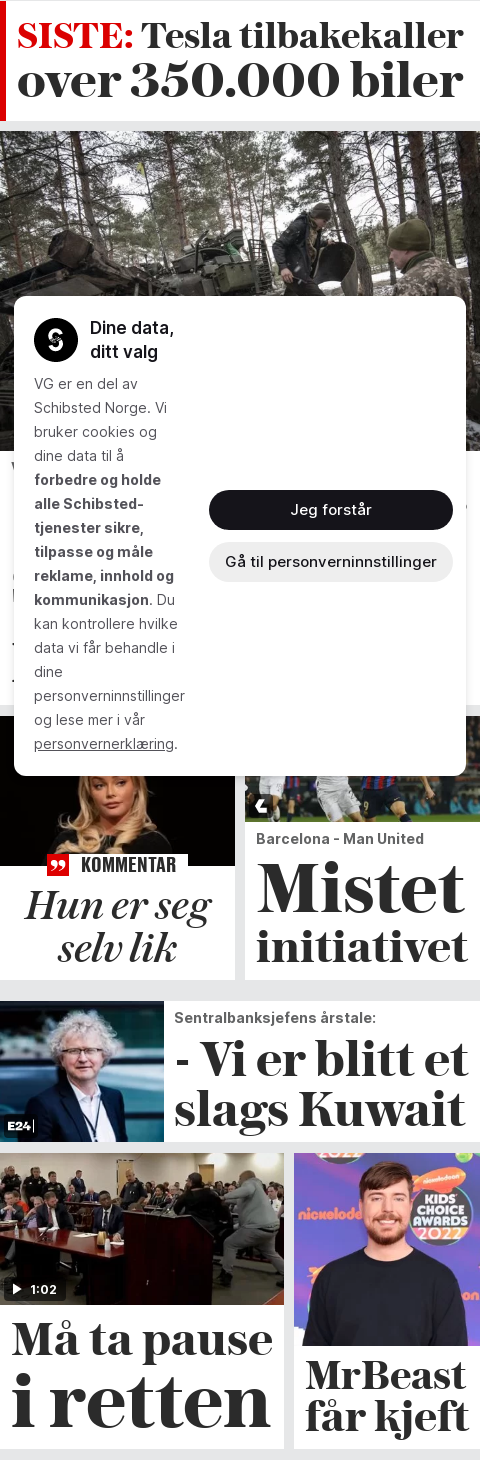 SISTE: Tesla tilbakekaller
over 350.000 biler
Dine data,
ditt valg
VG er en del av
Schibsted Norge. Vi
bruker cookies og
dine data til å
forbedre og holde
alle Schibsted-
tjenester sikre,
tilpasse og måle
reklame, innhold og
kommunikasjon. Du
kan kontrollere hvilke
data vi får behandle i
dine
personverninnstillinger
og lese mer i vår
personvernerklæring.
Jeg forstår
Gå til personverninnstillinger
KOMMENTAR
Hun er seg
selv lik
Barcelona - Man United
Mistet
initiativet
E24
Sentralbanksjefens årstale:
- Vi er blitt et
slags Kuwait
1:02
Må ta pause
i retten
nickelodeon
KIDS'
CHOICE
AWARDS
2022
MrBeast
får kjeft